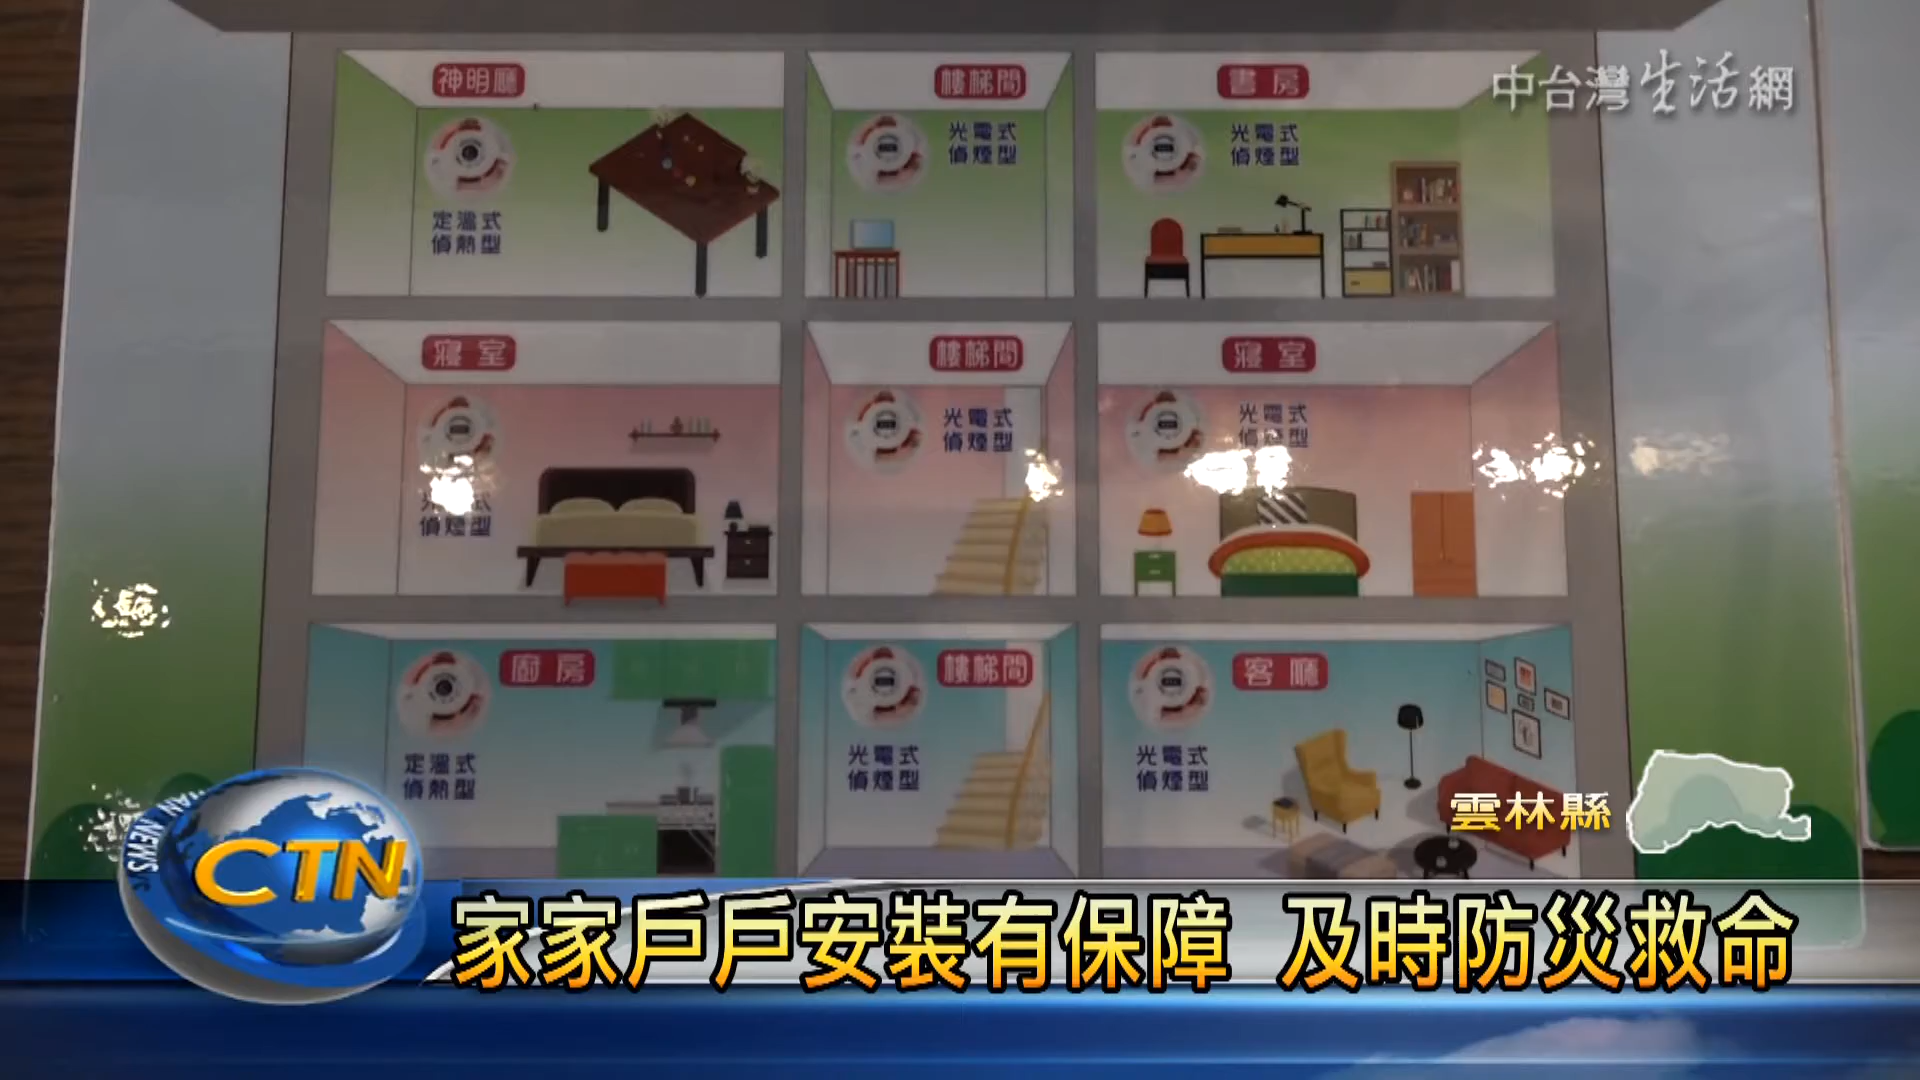 中台灣生活網
神明廳
定溫式
偵熱型
樓梯間
光電式
偵煙型
書房
光電式
偵煙型
寢室
光電式
偵煙型
樓梯間
光電式
偵煙型
寢室
光電式
偵煙型
廚房
定溫式
偵熱型
樓梯間
光電式
偵煙型
客廳
光電式
偵煙型
雲林縣
CTN
NEWS
家家戶戶安裝有保障 及時防災救命